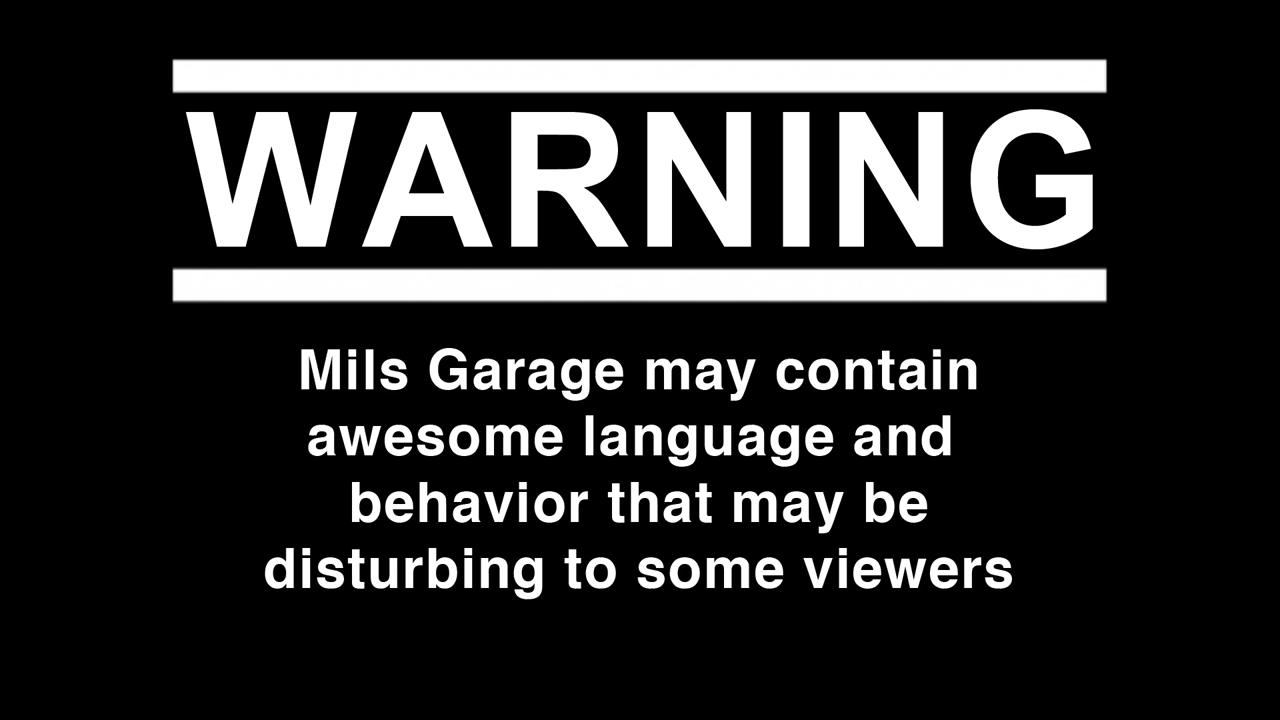 WARNING
Mils Garage may contain
awesome language and
behavior that may be
disturbing to some viewers